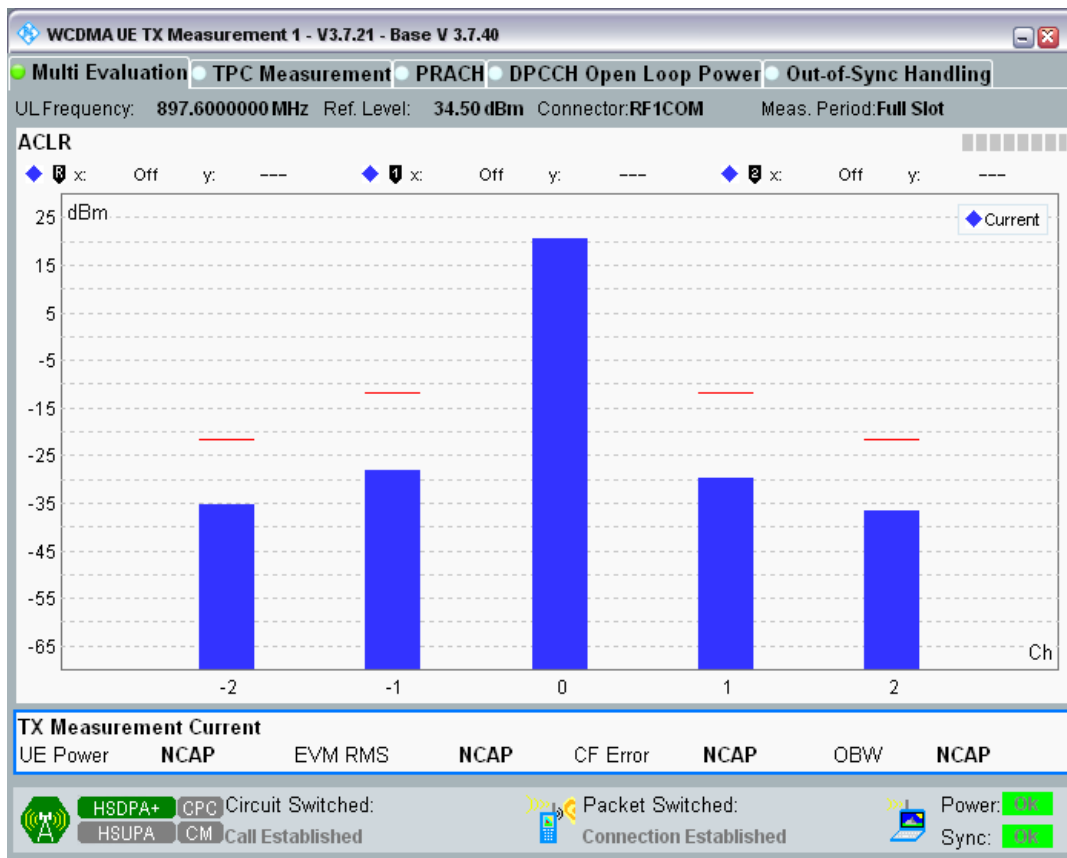 WCDMA UE TX Measurement 1 - V3.7.21 - Base V 3.7.40
Multi Evaluation TPC Measurement PRACH DPCCH Open Loop Power Out-of-Sync Handling
UL Frequency: 897.6000000 MHz Ref. Level: 34.50 dBm Connector: RF1COM Meas. Period: Full Slot
ACLR
R x: Off y: --- 1 x: Off y: --- 2 x: Off y: ---
dBm
Current
25
15
5
-5
-15
-25
-35
-45
-55
-65
Ch
-2 -1 0 1 2
TX Measurement Current
UE Power NCAP EVM RMS NCAP CF Error NCAP OBW NCAP
HSDPA+ CPC Circuit Switched: Packet Switched: Power: Ok
HSUPA CM Call Established Connection Established Sync: Ok